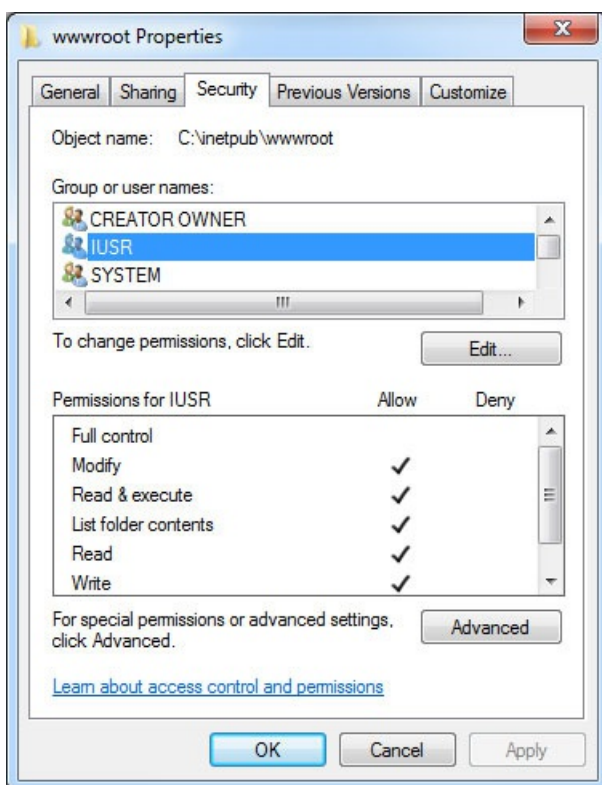 wwwroot Properties
General Sharing Security Previous Versions Customize
Object name: C:\inetpub\wwwroot
Group or user names:
CREATOR OWNER
IUSR
SYSTEM
To change permissions, click Edit.
Edit...
Permissions for IUSR Allow Deny
Full control
Modify
Read & execute
List folder contents
Read
Write
For special permissions or advanced settings,
click Advanced.
Advanced
Learn about access control and permissions
OK Cancel Apply